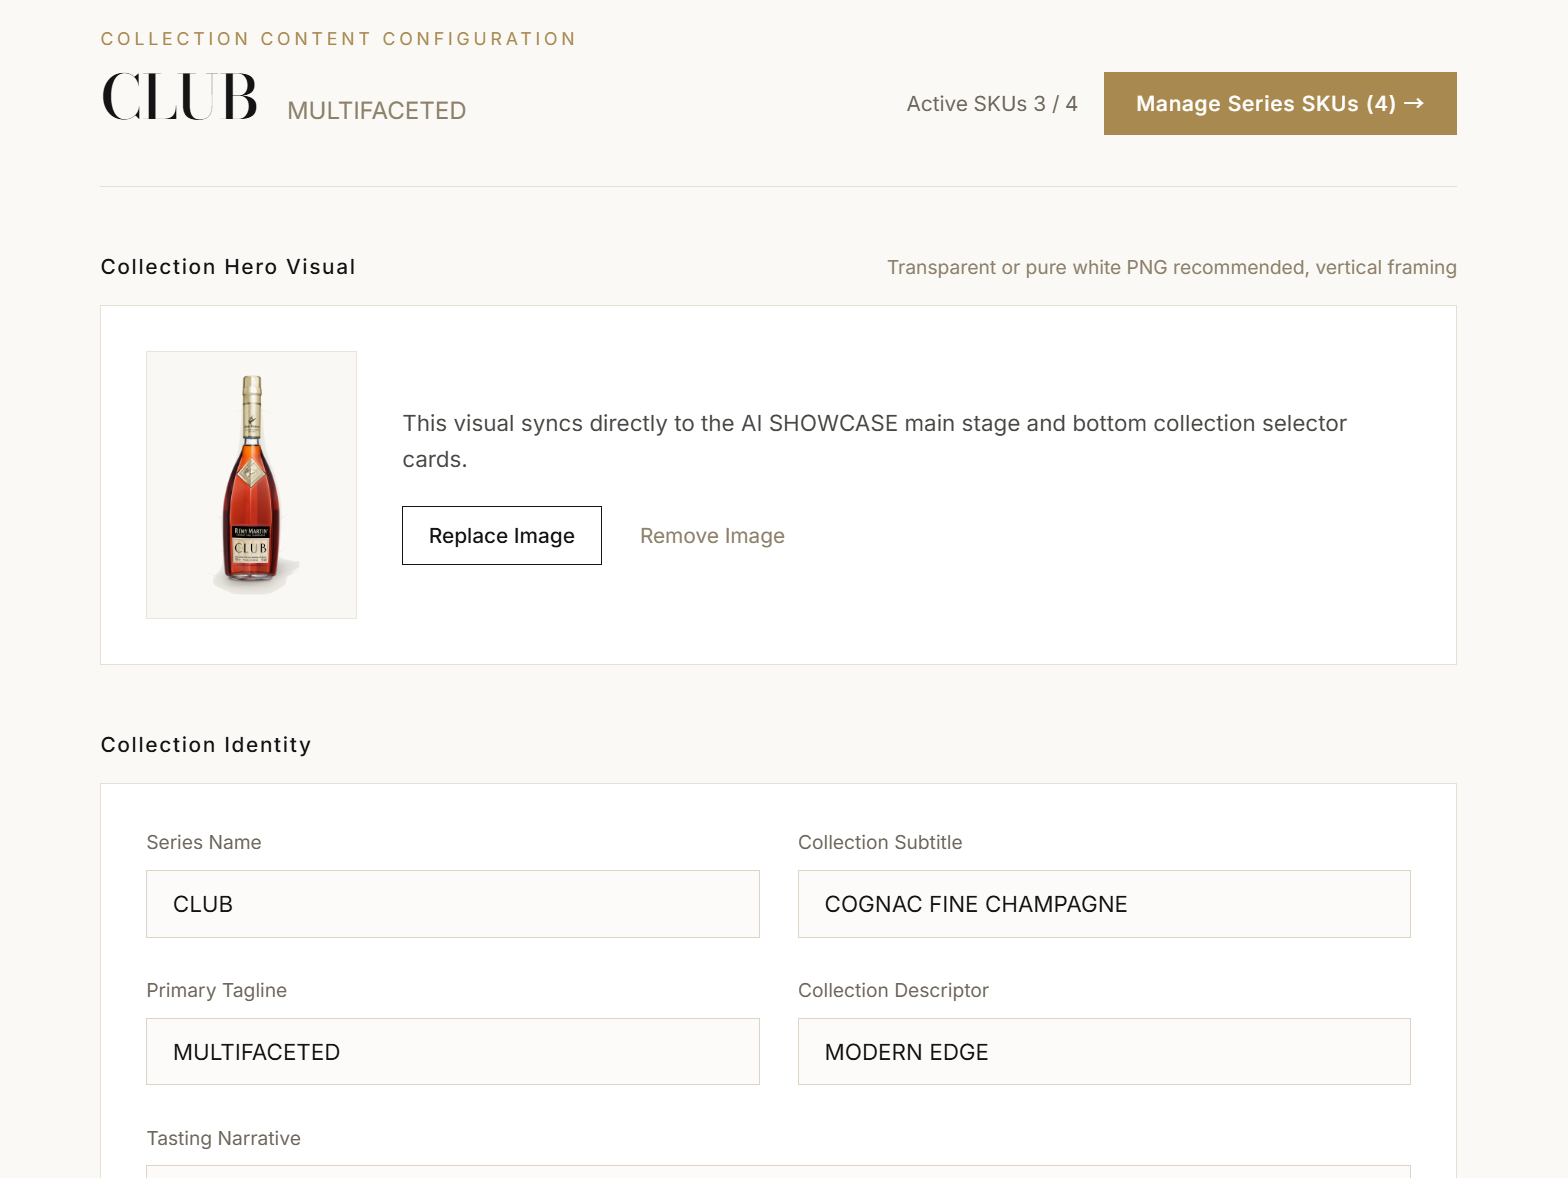 COLLECTION CONTENT CONFIGURATION
CLUB MULTIFACETED
Active SKUs 3 / 4
Manage Series SKUs (4) →
Collection Hero Visual
Transparent or pure white PNG recommended, vertical framing
RÉMY MARTIN
CLUB
This visual syncs directly to the AI SHOWCASE main stage and bottom collection selector
cards.
Replace Image
Remove Image
Collection Identity
Series Name
Collection Subtitle
CLUB
COGNAC FINE CHAMPAGNE
Primary Tagline
Collection Descriptor
MULTIFACETED
MODERN EDGE
Tasting Narrative